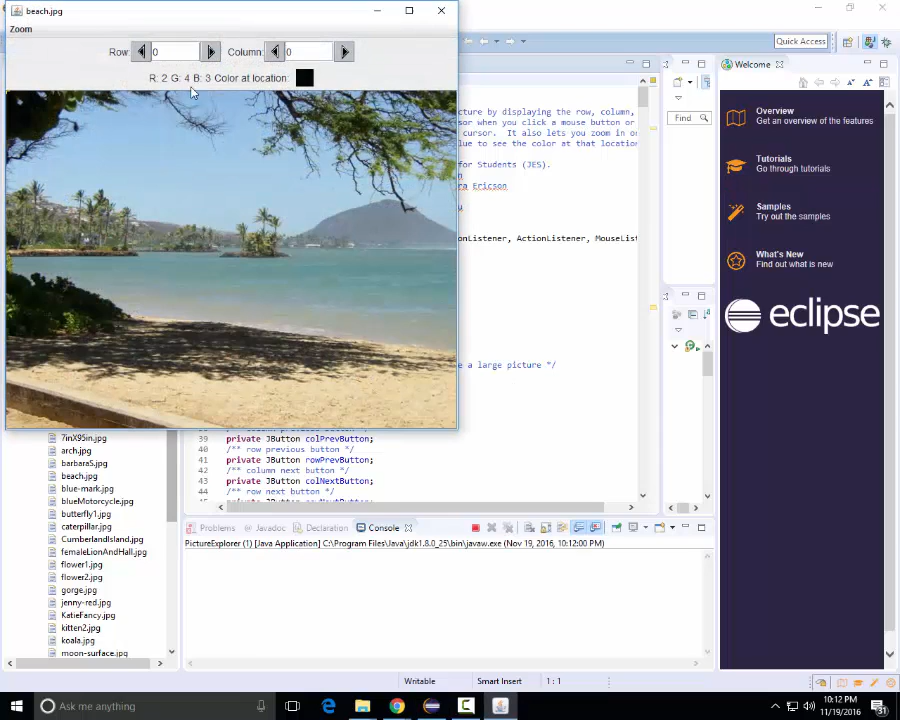 beach.jpg
Zoom
Row: 0 Column: 0
R: 2 G: 4 B: 3 Color at location:
Quick Access
cture by displaying the row, column,
sor when you click a mouse button or
cursor. It also lets you zoom in or
lue to see the color at that location
for Students (JES).
ra Ericson
onListener, ActionListener, MouseList
e a large picture */
39 private JButton colPrevButton;
40 /** row previous button */
41 private JButton rowPrevButton;
42 /** column next button */
43 private JButton colNextButton;
44 /** row next button */
Find
Welcome
Overview
Get an overview of the features
Tutorials
Go through tutorials
Samples
Try out the samples
What's New
Find out what is new
eclipse
7inX95in.jpg
arch.jpg
barbaraS.jpg
beach.jpg
blue-mark.jpg
blueMotorcycle.jpg
butterfly1.jpg
caterpillar.jpg
CumberlandIsland.jpg
femaleLionAndHall.jpg
flower1.jpg
flower2.jpg
gorge.jpg
jenny-red.jpg
KatieFancy.jpg
kitten2.jpg
koala.jpg
moon-surface.jpg
Problems Javadoc Declaration Console
PictureExplorer (1) [Java Application] C:\Program Files\Java\jdk1.8.0_25\bin\javaw.exe (Nov 19, 2016, 10:12:00 PM)
Writable Smart Insert 1 : 1
Ask me anything
10:12 PM
11/19/2016
31